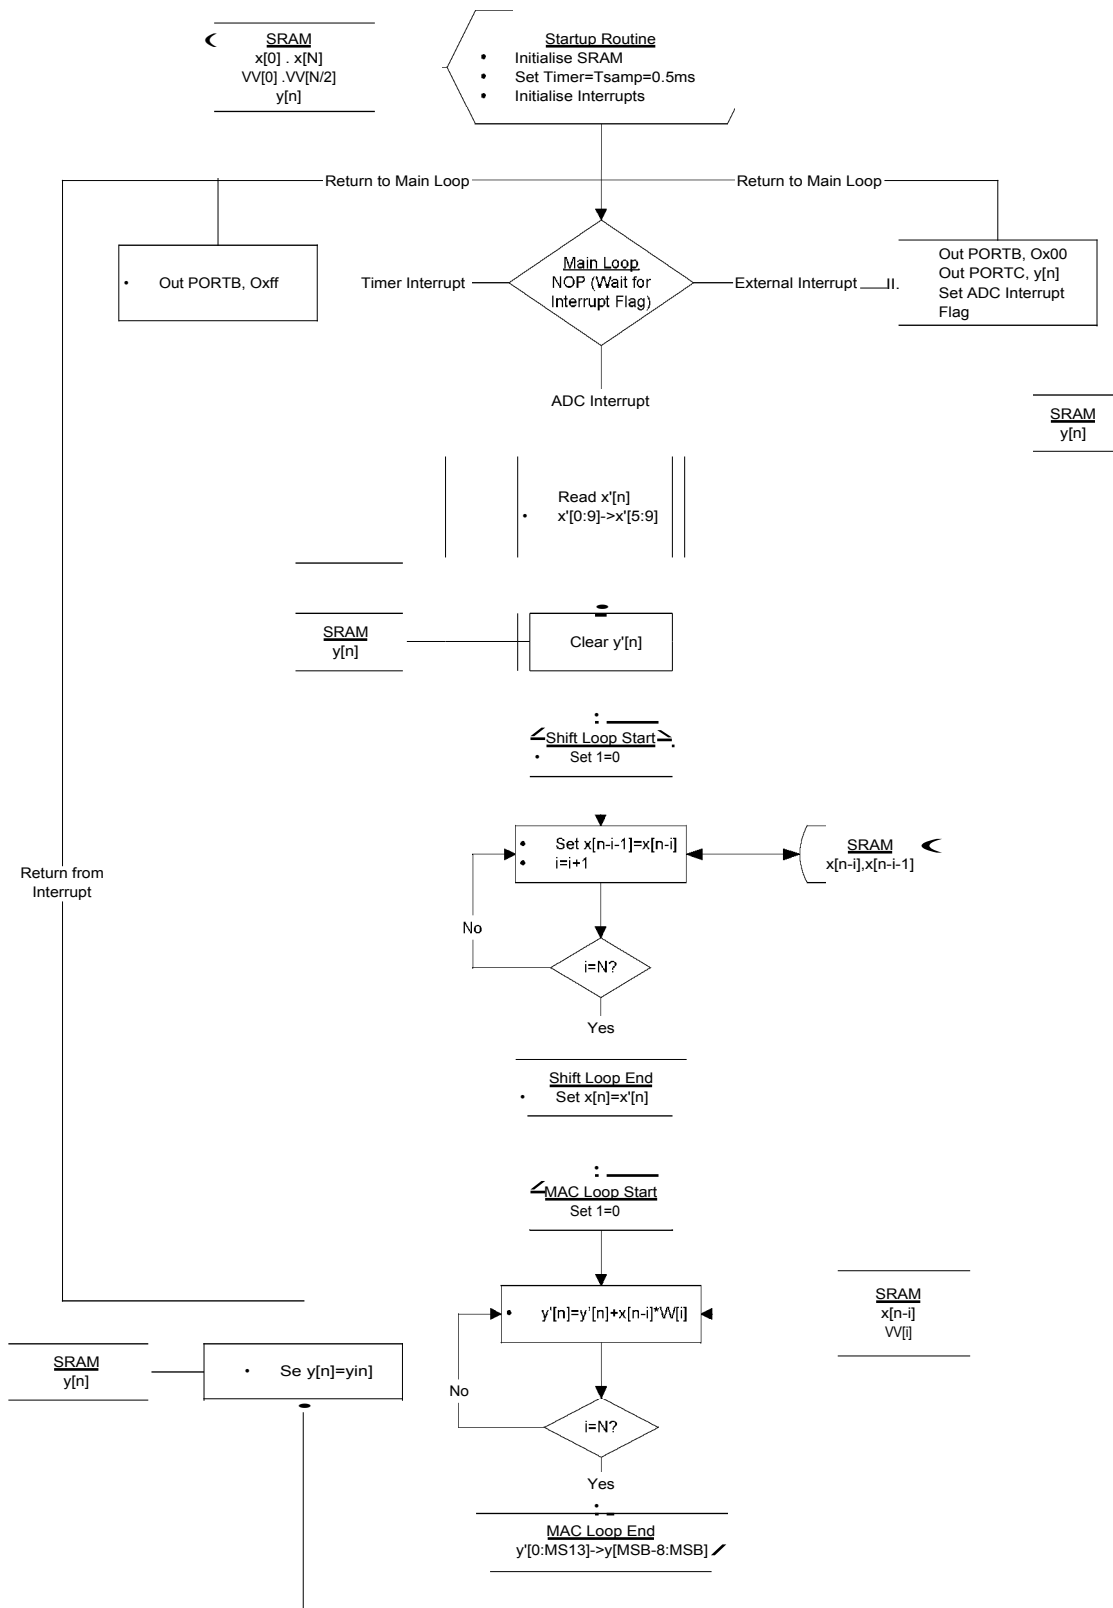 SRAM
x[0] . x[N]
VV[0] .VV[N/2]
y[n]
Startup Routine
• Initialise SRAM
• Set Timer=Tsamp=0.5ms
• Initialise Interrupts
Return to Main Loop
Return to Main Loop
• Out PORTB, Oxff
Timer Interrupt
Main Loop
NOP (Wait for
Interrupt Flag)
External Interrupt
II.
Out PORTB, Ox00
Out PORTC, y[n]
Set ADC Interrupt
Flag
ADC Interrupt
SRAM
y[n]
Read x'[n]
• x'[0:9]->x'[5:9]
SRAM
y[n]
Clear y'[n]
Shift Loop Start
• Set 1=0
• Set x[n-i-1]=x[n-i]
• i=i+1
SRAM
x[n-i],x[n-i-1]
Return from
Interrupt
No
i=N?
Yes
Shift Loop End
• Set x[n]=x'[n]
MAC Loop Start
Set 1=0
• y'[n]=y'[n]+x[n-i]*W[i]
SRAM
x[n-i]
VV[i]
SRAM
y[n]
• Se y[n]=yin]
No
i=N?
Yes
MAC Loop End
y'[0:MS13]->y[MSB-8:MSB]